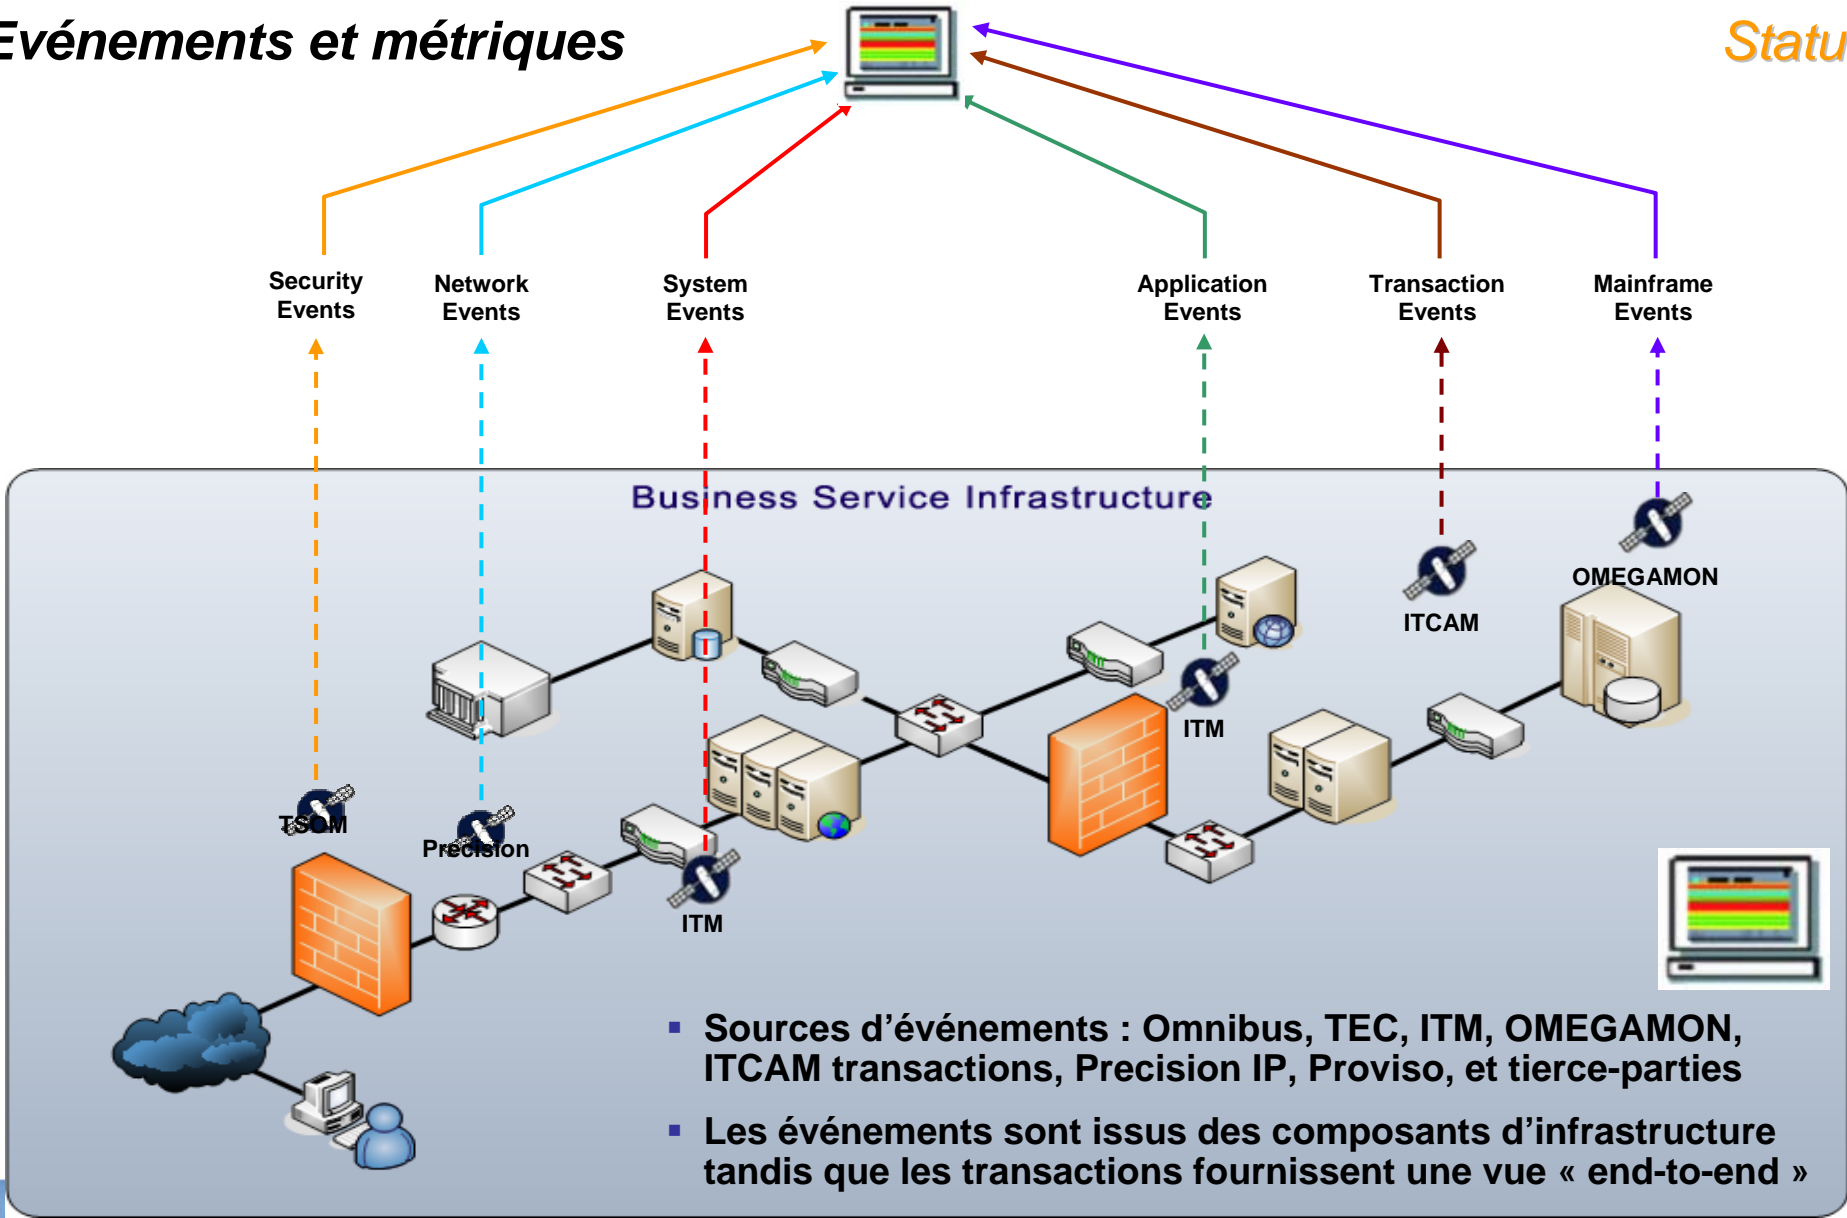 Evénements et métriques
Statu
Security
Events
Network
Events
System
Events
Application
Events
Transaction
Events
Mainframe
Events
Business Service Infrastructure
OMEGAMON
ITCAM
ITM
TSOM
Precision
ITM
▪ Sources d’événements : Omnibus, TEC, ITM, OMEGAMON,
ITCAM transactions, Precision IP, Proviso, et tierce-parties
▪ Les événements sont issus des composants d’infrastructure
tandis que les transactions fournissent une vue « end-to-end »